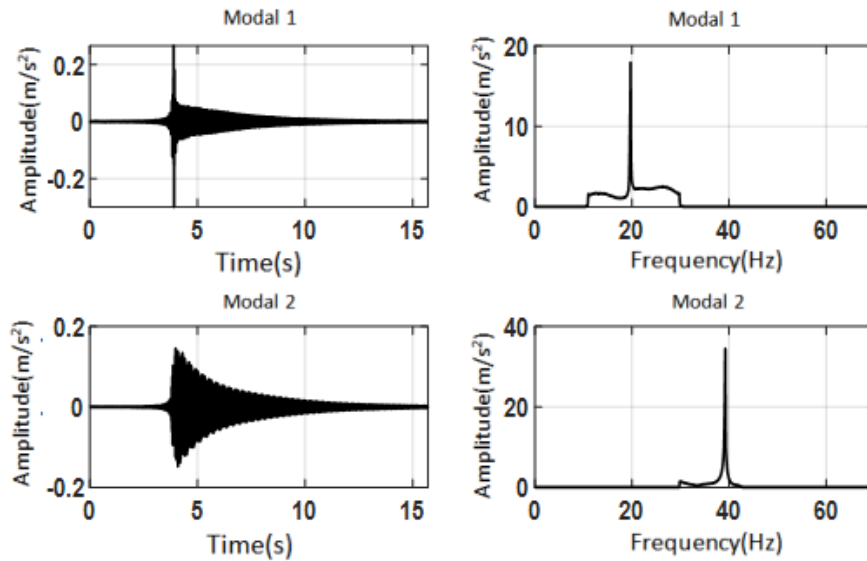 Modal 1
Amplitude(m/s²)
0.2
0
-0.2
0 5 10 15
Time(s)
Modal 1
Amplitude(m/s²)
20
10
0
0 20 40 60
Frequency(Hz)
Modal 2
Amplitude(m/s²)
0.2
0
-0.2
0 5 10 15
Time(s)
Modal 2
Amplitude(m/s²)
40
20
0
0 20 40 60
Frequency(Hz)